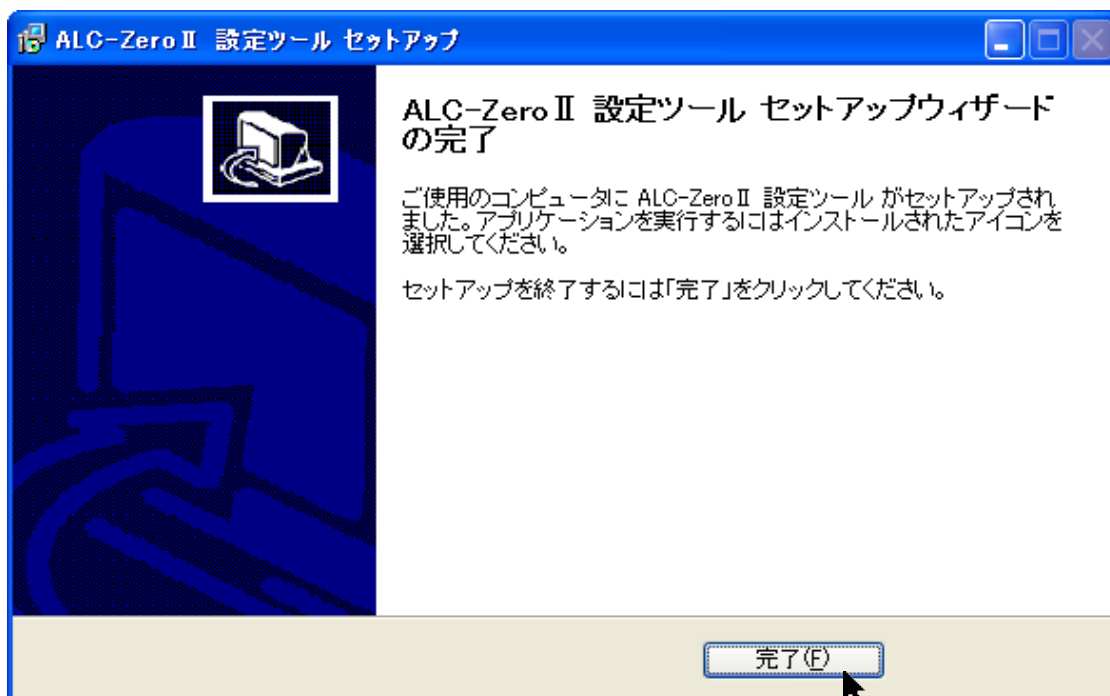 ALC-ZeroⅡ 設定ツール セットアップ
ALC-ZeroⅡ 設定ツール セットアップウィザード
の完了
ご使用のコンピュータに ALC-ZeroⅡ 設定ツール がセットアップされ
ました。アプリケーションを実行するにはインストールされたアイコンを
選択してください。
セットアップを終了するには「完了」をクリックしてください。
完了(F)